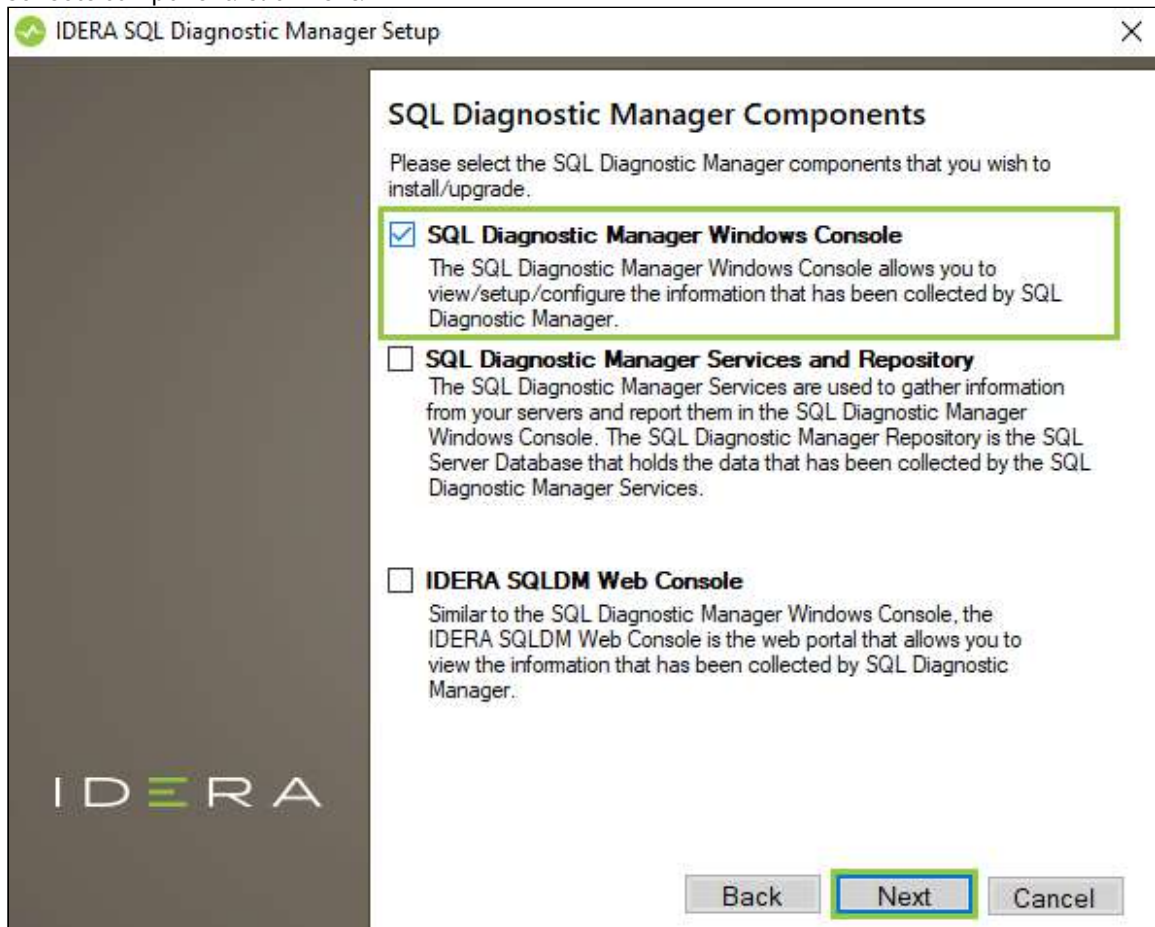 IDERA SQL Diagnostic Manager Setup
SQL Diagnostic Manager Components
Please select the SQL Diagnostic Manager components that you wish to
install/upgrade.
SQL Diagnostic Manager Windows Console
The SQL Diagnostic Manager Windows Console allows you to
view/setup/configure the information that has been collected by SQL
Diagnostic Manager.
SQL Diagnostic Manager Services and Repository
The SQL Diagnostic Manager Services are used to gather information
from your servers and report them in the SQL Diagnostic Manager
Windows Console. The SQL Diagnostic Manager Repository is the SQL
Server Database that holds the data that has been collected by the SQL
Diagnostic Manager Services.
IDERA SQLDM Web Console
Similar to the SQL Diagnostic Manager Windows Console, the
IDERA SQLDM Web Console is the web portal that allows you to
view the information that has been collected by SQL Diagnostic
Manager.
IDERA
Back Next Cancel